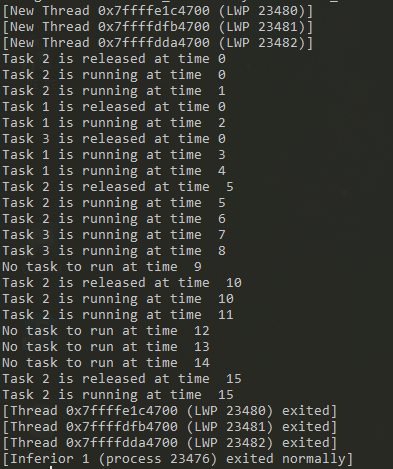 [New Thread 0x7ffffe1c4700 (LWP 23480)]
[New Thread 0x7ffffdfb4700 (LWP 23481)]
[New Thread 0x7ffffdda4700 (LWP 23482)]
Task 2 is released at time 0
Task 2 is running at time  0
Task 2 is running at time  1
Task 1 is released at time 0
Task 1 is running at time  2
Task 3 is released at time 0
Task 1 is running at time  3
Task 1 is running at time  4
Task 2 is released at time  5
Task 2 is running at time  5
Task 2 is running at time  6
Task 3 is running at time  7
Task 3 is running at time  8
No task to run at time  9
Task 2 is released at time  10
Task 2 is running at time  10
Task 2 is running at time  11
No task to run at time  12
No task to run at time  13
No task to run at time  14
Task 2 is released at time  15
Task 2 is running at time  15
[Thread 0x7ffffe1c4700 (LWP 23480) exited]
[Thread 0x7ffffdfb4700 (LWP 23481) exited]
[Thread 0x7ffffdda4700 (LWP 23482) exited]
[Inferior 1 (process 23476) exited normally]